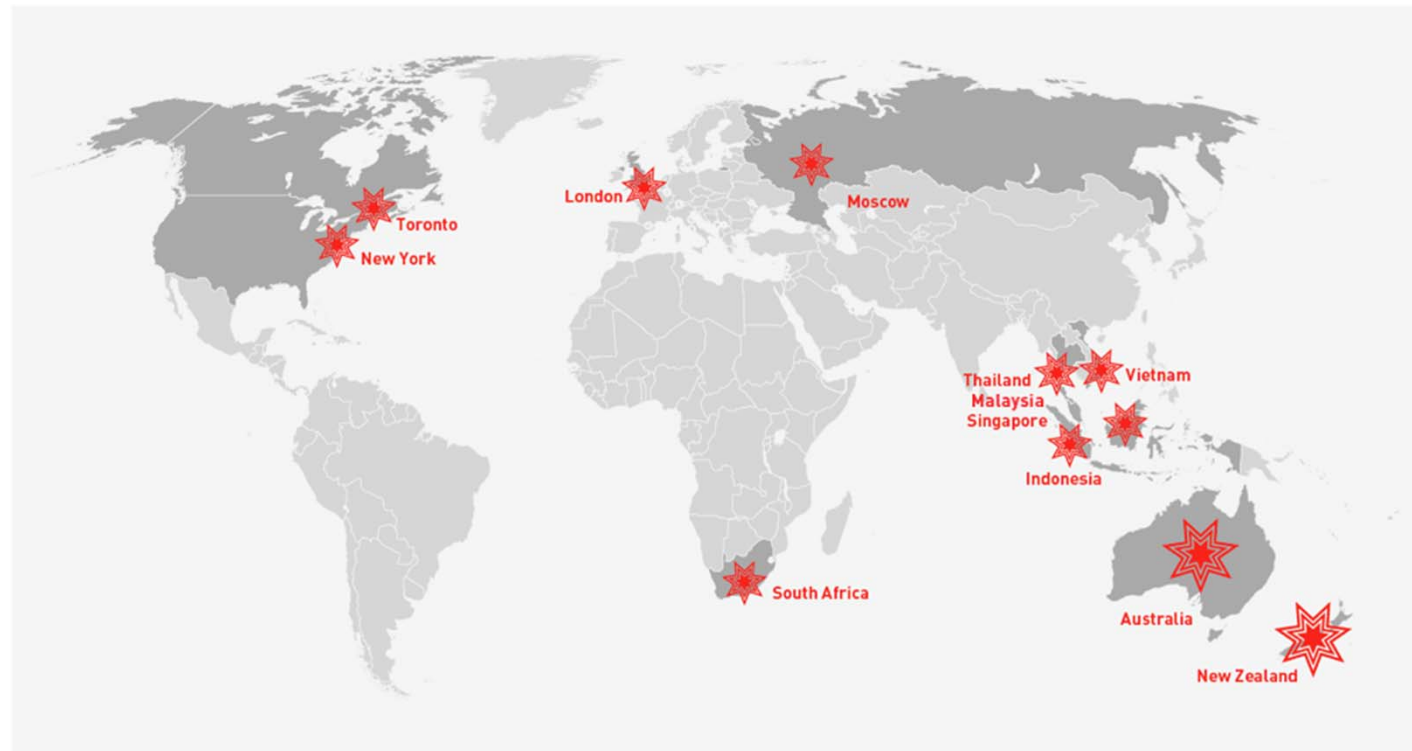 London
Moscow
Toronto
New York
Thailand
Vietnam
Malaysia
Singapore
Indonesia
South Africa
Australia
New Zealand